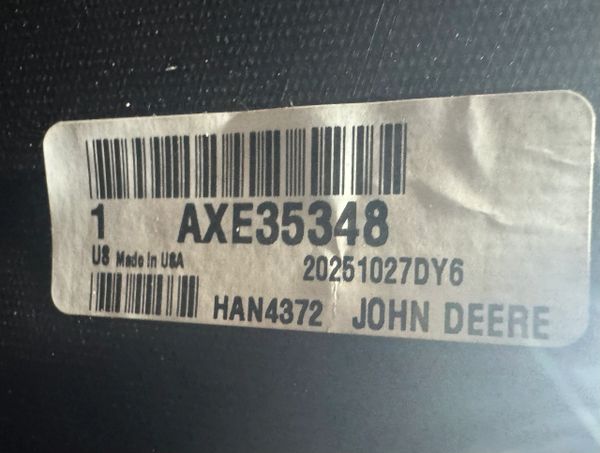 1 AXE35348
US Made In USA 20251027DY6
HAN4372 JOHN DEERE